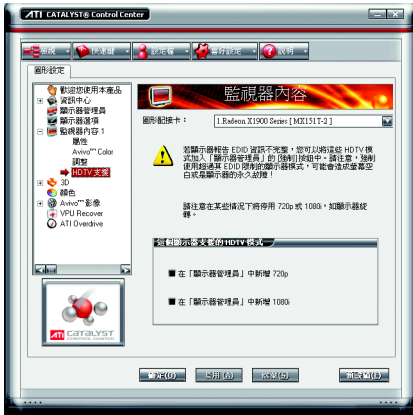 ATI CATALYST® Control Center
檢視
快速鍵
設定檔
喜好設定
說明
圖形設定
歡迎您使用本產品
資訊中心
顯示器管理員
顯示器選項
監視器內容 1
屬性
Avivo™ Color
調整
HDTV 支援
3D
顏色
Avivo™ 影像
VPU Recover
ATI Overdrive
ATI CATALYST
CONTROL CENTER
監視器內容
圖形配接卡：
1.Radeon X1900 Series [ MX151T-2 ]
若顯示器報告 EDID 資訊不完整，您可以將這些 HDTV 模
式加入「顯示器管理員」的 [強制]按鈕中。請注意，強制
使用超過其 EDID 限制的顯示器模式，可能會造成螢幕空
白或是顯示器的永久故障！
請注意在某些情況下將停用 720p 或 1080i，如顯示器旋
轉。
這個顯示器支援的 HDTV 模式
在「顯示器管理員」中新增 720p
在「顯示器管理員」中新增 1080i
確定(O)
套用 (A)
預設值(D)